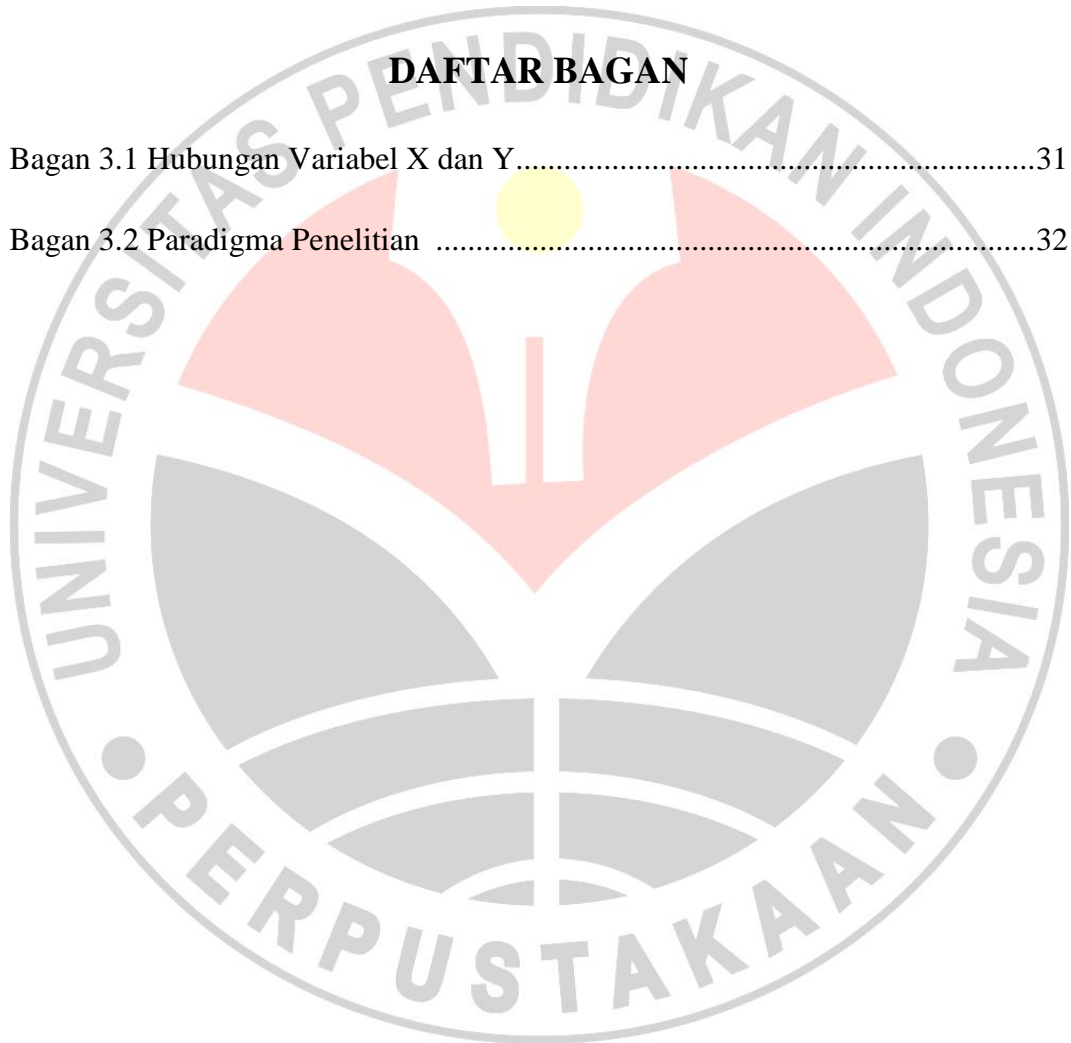 DAFTAR BAGAN
Bagan 3.1 Hubungan Variabel X dan Y................................................................31
Bagan 3.2 Paradigma Penelitian ..........................................................................32
UNIVERSITAS PENDIDIKAN INDONESIA
PERPUSTAKAAN